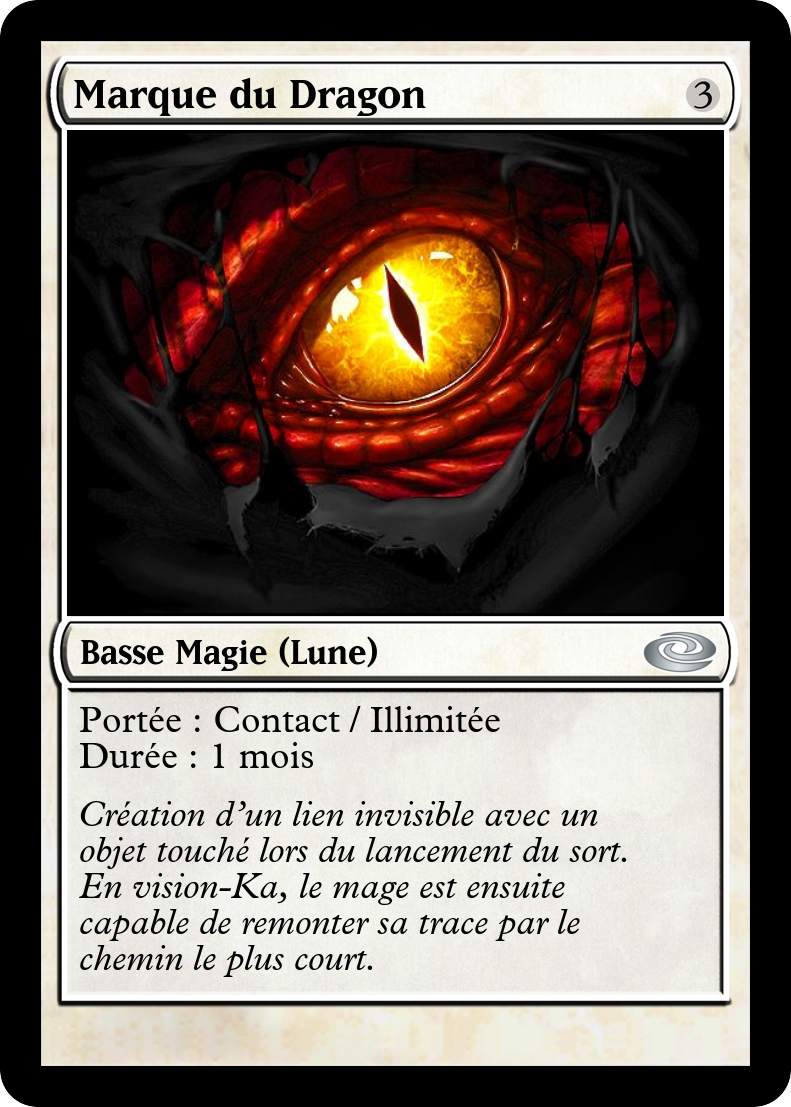 Marque du Dragon 3
Basse Magie (Lune)
Portée : Contact / Illimitée
Durée : 1 mois
Création d'un lien invisible avec un
objet touché lors du lancement du sort.
En vision-Ka, le mage est ensuite
capable de remonter sa trace par le
chemin le plus court.